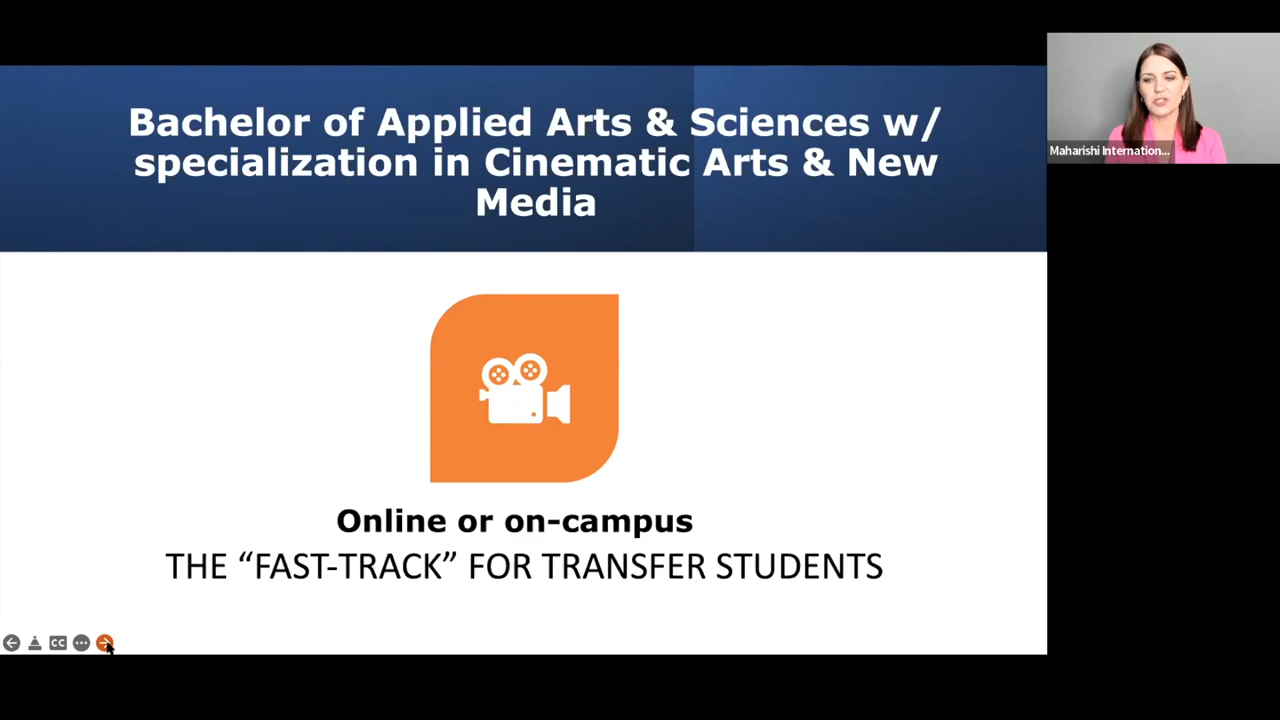 Bachelor of Applied Arts & Sciences w/
specialization in Cinematic Arts & New
Media
Maharishi Internation...
Online or on-campus
THE “FAST-TRACK” FOR TRANSFER STUDENTS
CC